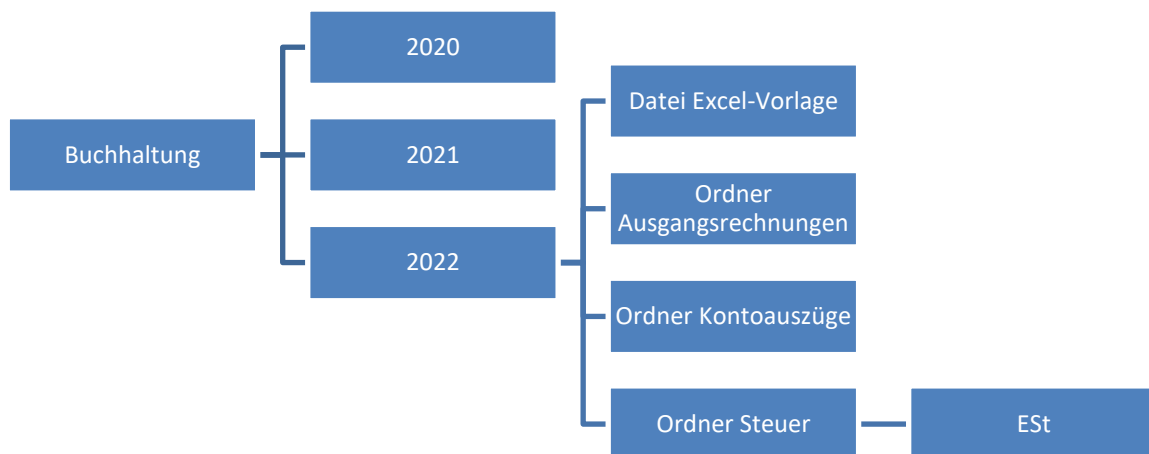 Buchhaltung
2020
2021
2022
Datei Excel-Vorlage
Ordner
Ausgangsrechnungen
Ordner Kontoauszüge
Ordner Steuer
ESt